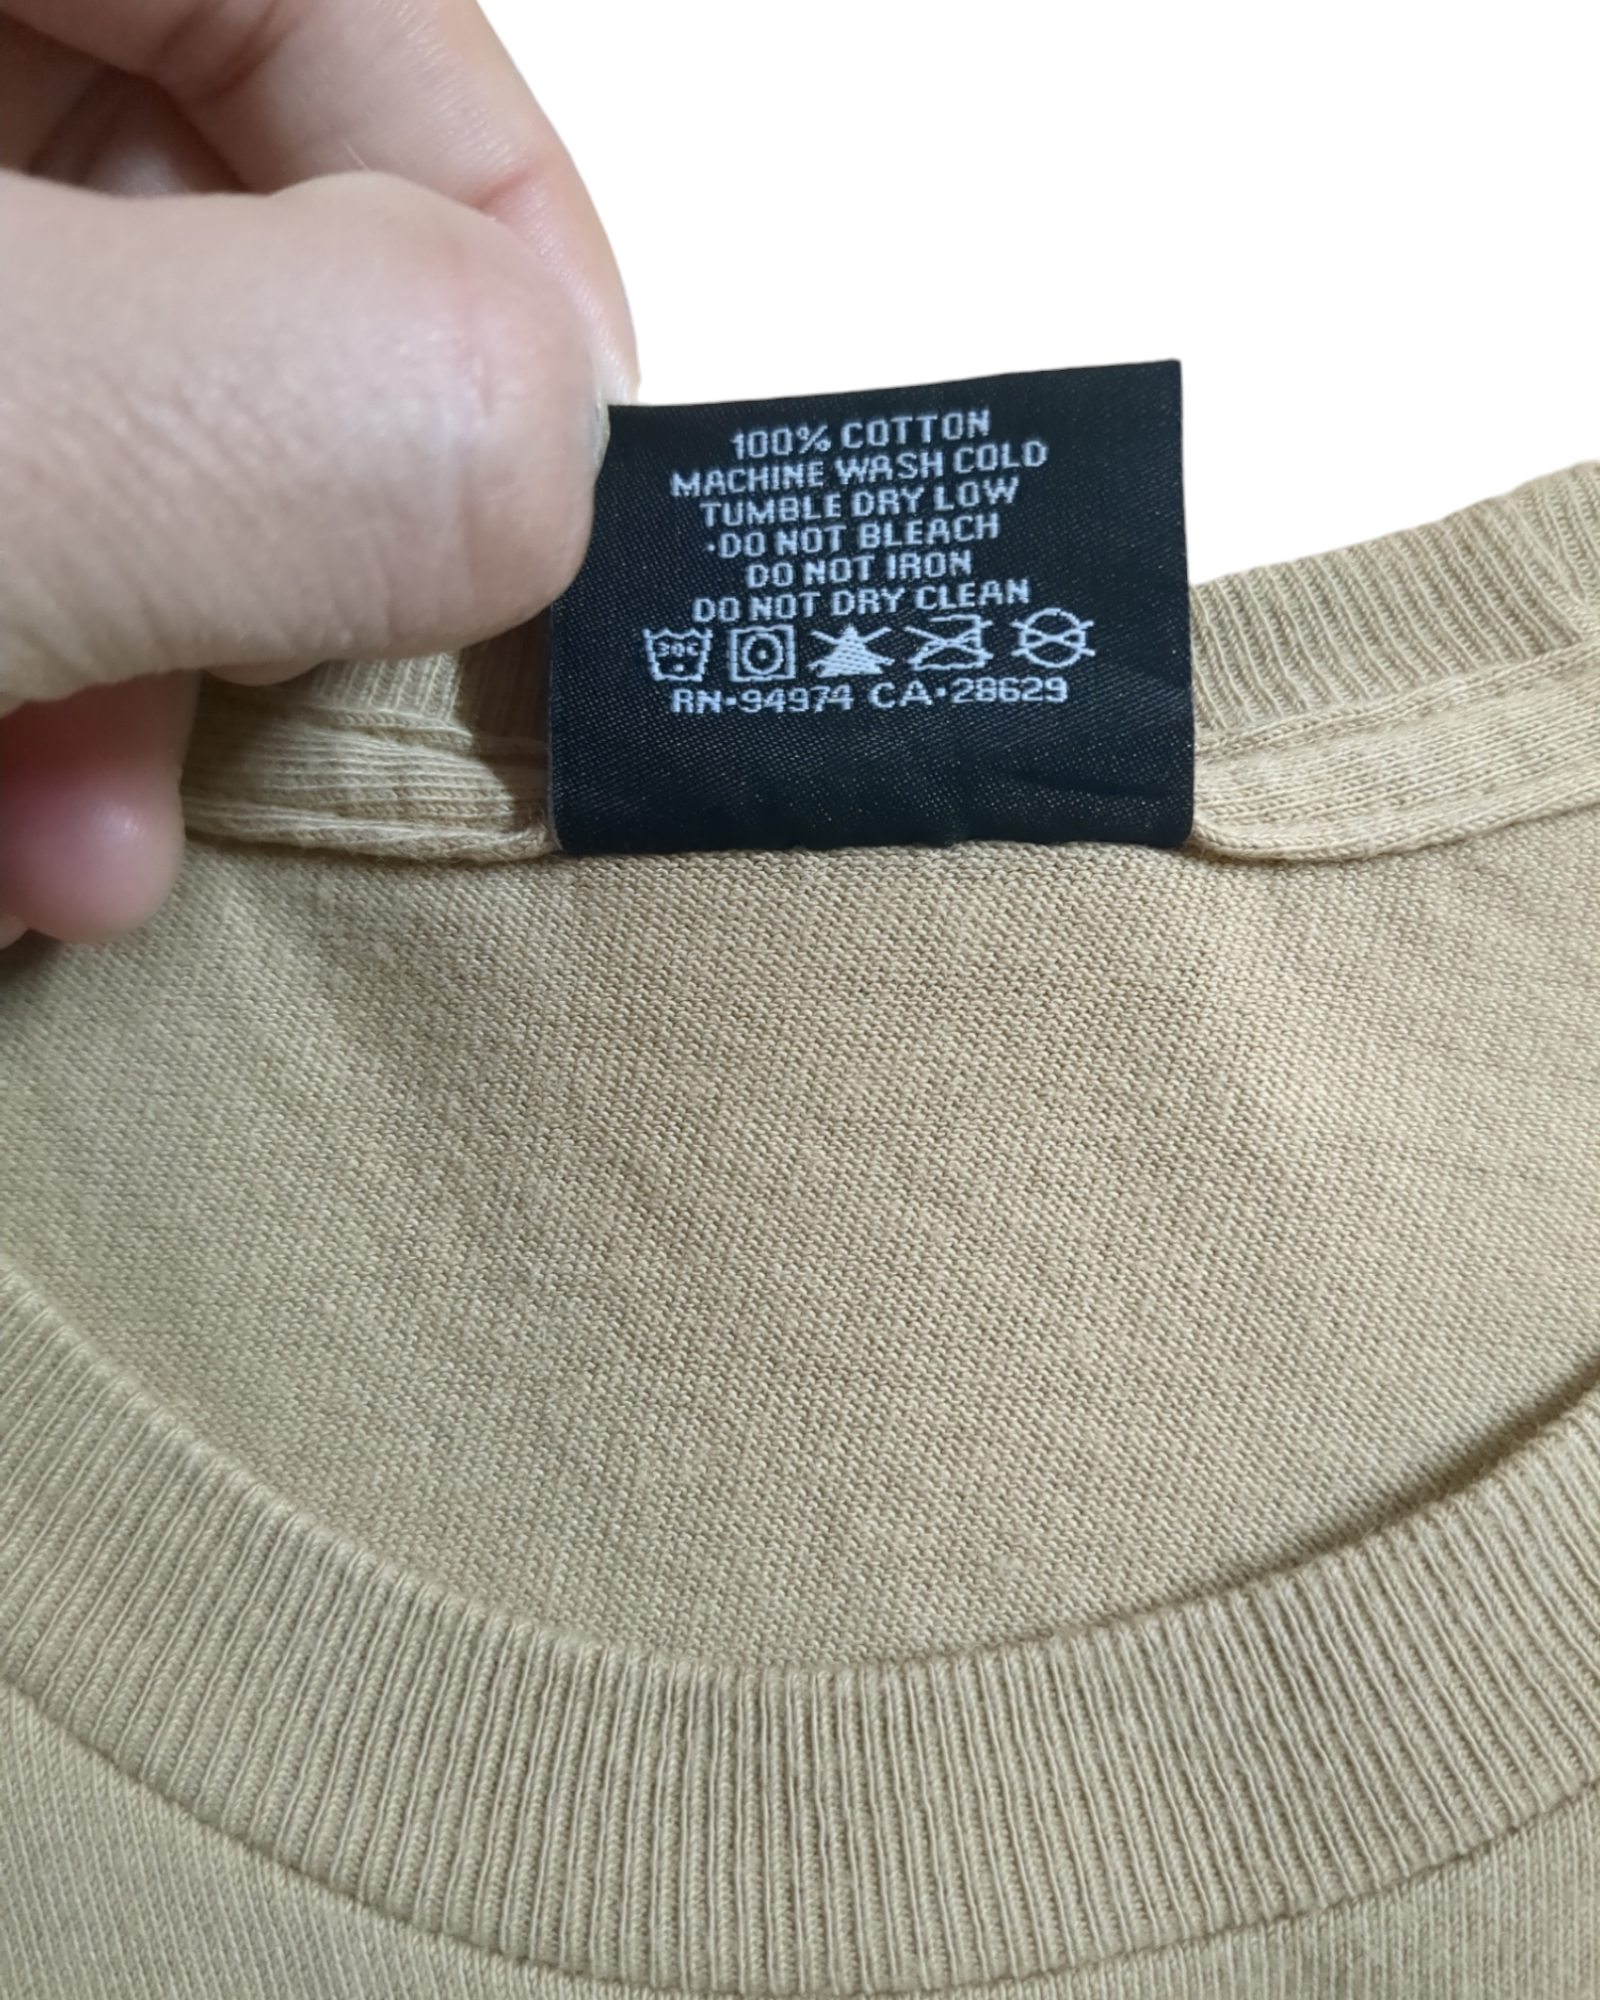 100% COTTON
MACHINE WASH COLD
TUMBLE DRY LOW
·DO NOT BLEACH
DO NOT IRON
DO NOT DRY CLEAN
30C
RN·94974 CA·28629